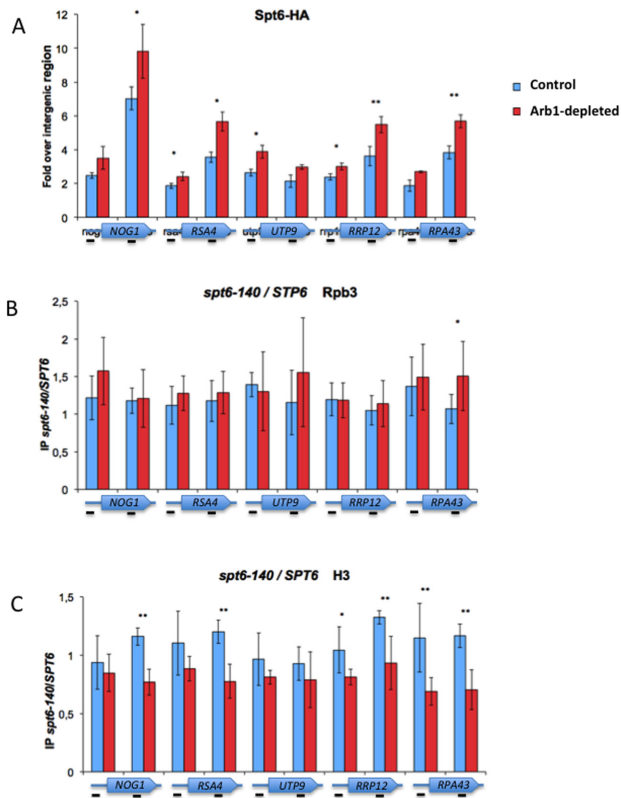 A
Spt6-HA
Fold over intergenic region
12
10
8
6
4
2
0
* * * * * ** **
Control
Arb1-depleted
NOG1 RSA4 UTP9 RRP12 RPA43
B
spt6-140 / STP6 Rpb3
IP spt6-140/SPT6
2,5
2
1,5
1
0,5
0
*
NOG1 RSA4 UTP9 RRP12 RPA43
C
spt6-140 / SPT6 H3
IP spt6-140/SPT6
1,5
1
0,5
0
** ** * ** ** **
NOG1 RSA4 UTP9 RRP12 RPA43